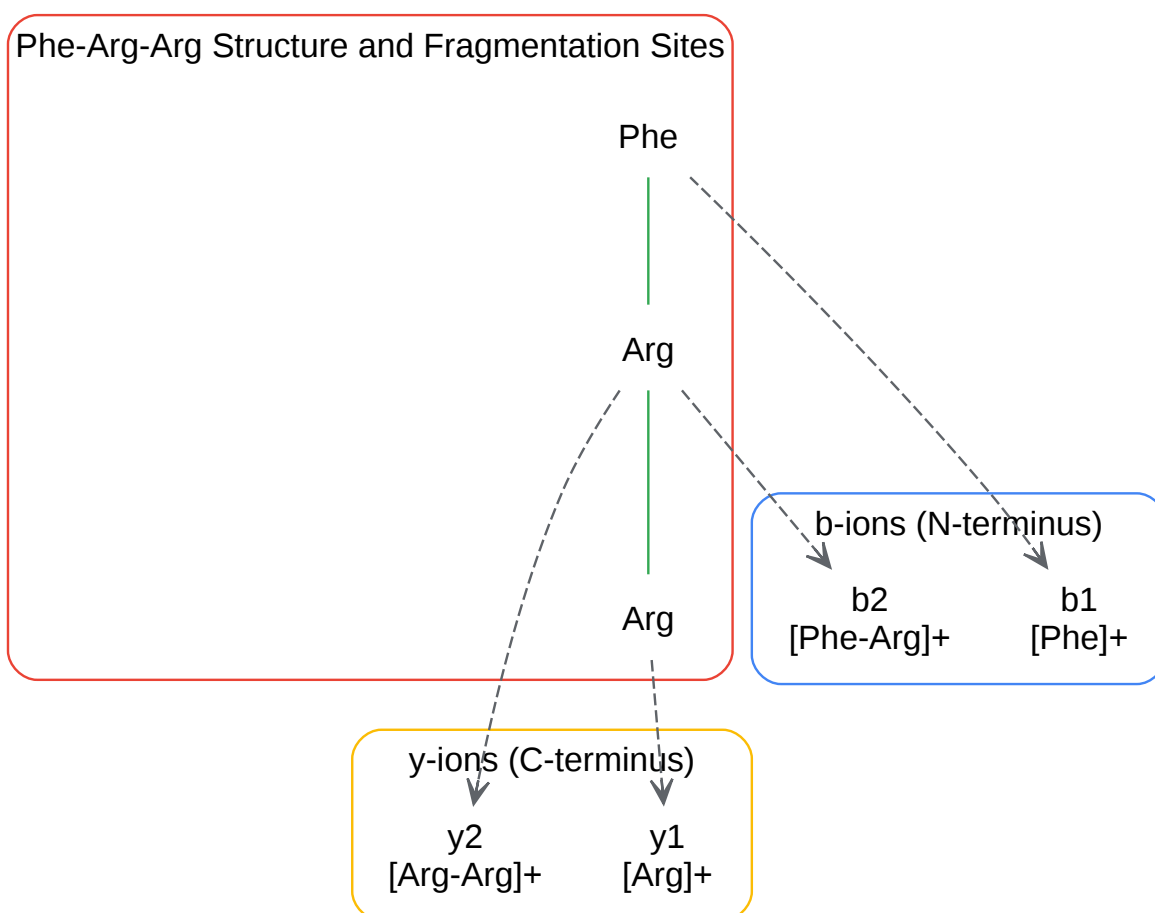 Phe-Arg-Arg Structure and Fragmentation Sites
Phe
Arg
Arg
b-ions (N-terminus)
b2
[Phe-Arg]+
b1
[Phe]+
y-ions (C-terminus)
y2
[Arg-Arg]+
y1
[Arg]+